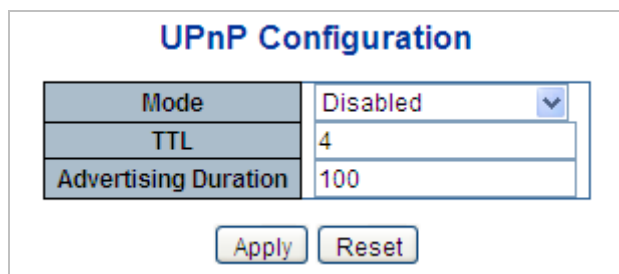 UPnP Configuration
Mode Disabled
TTL 4
Advertising Duration 100
Apply Reset